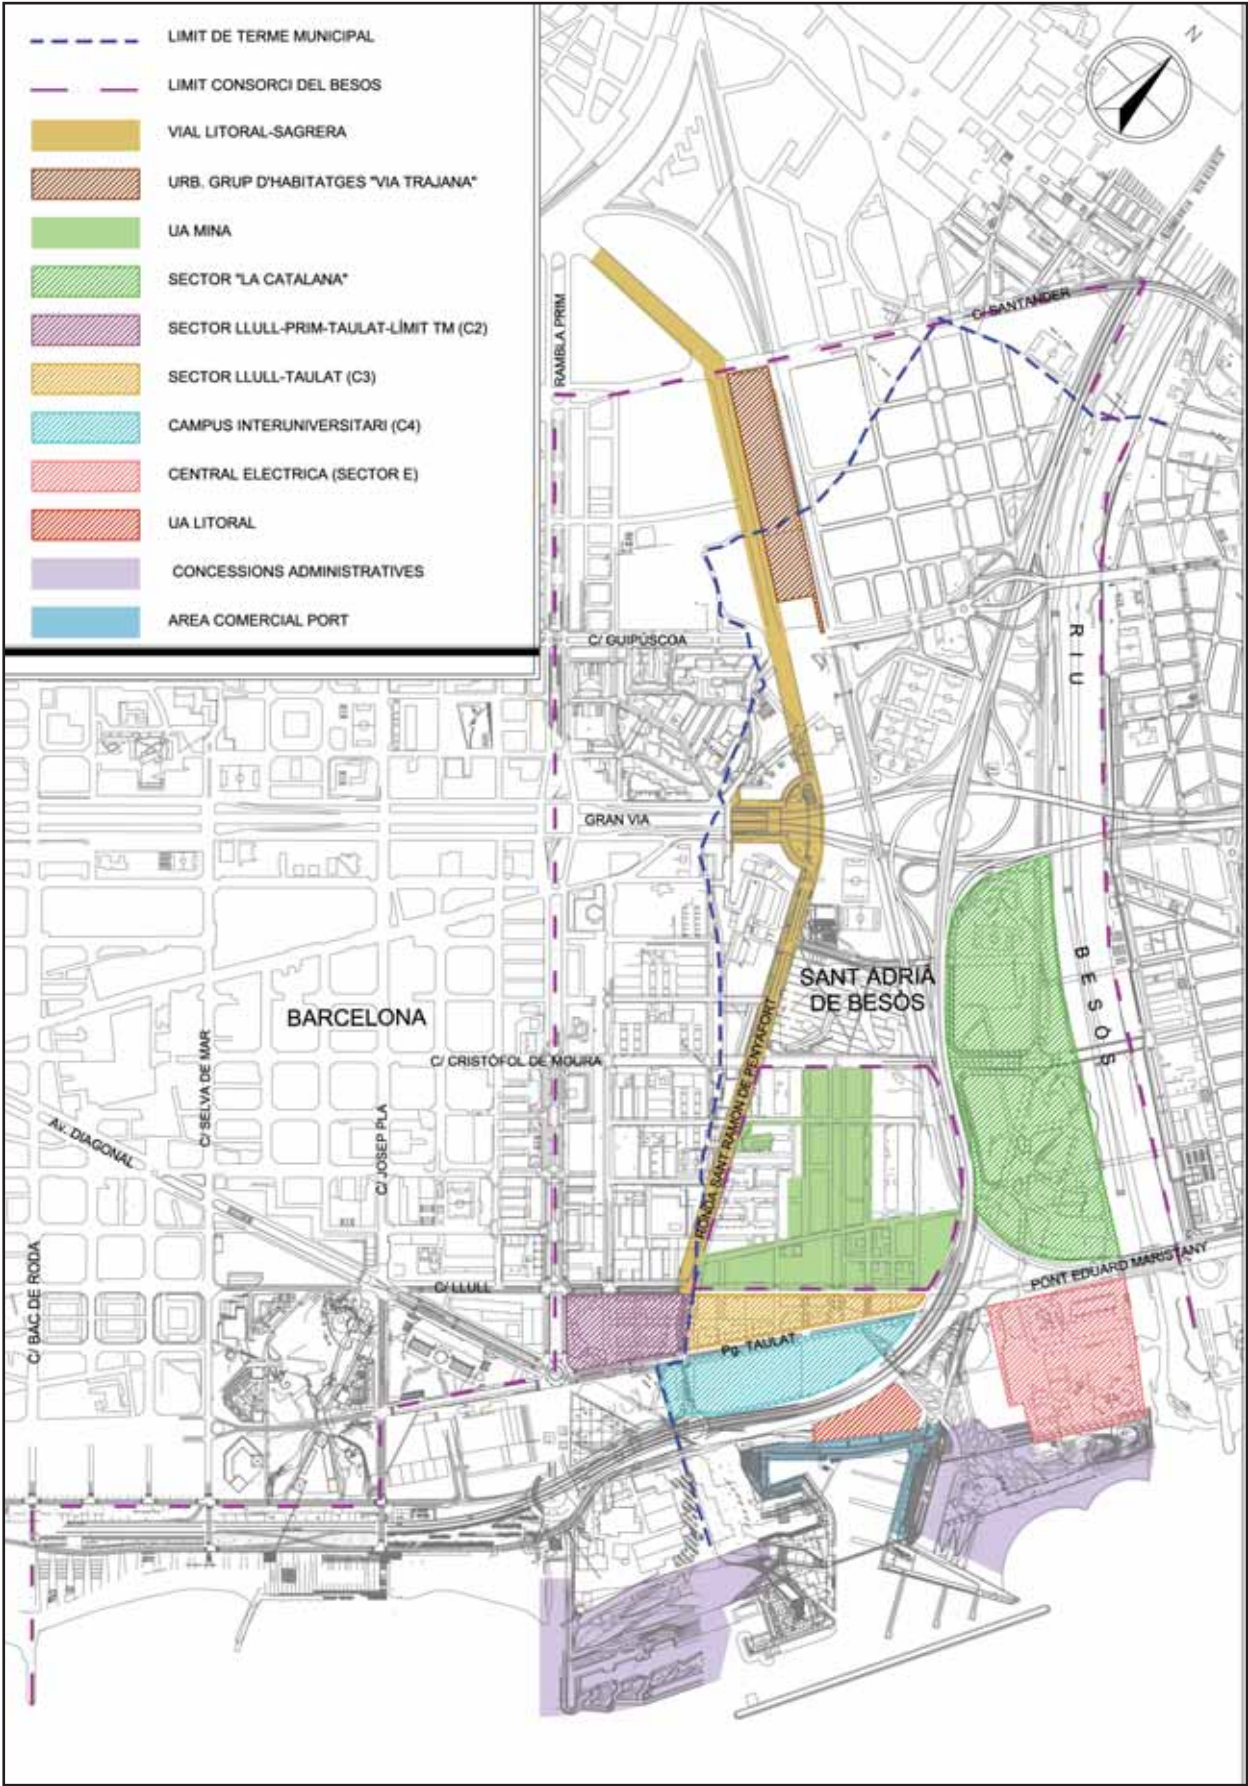 LIMIT DE TERME MUNICIPAL
LIMIT CONSORCI DEL BESOS
VIAL LITORAL-SAGRERA
URB. GRUP D'HABITATGES "VIA TRAJANA"
UA MINA
SECTOR "LA CATALANA"
SECTOR LLULL-PRIM-TAULAT-LÍMIT TM (C2)
SECTOR LLULL-TAULAT (C3)
CAMPUS INTERUNIVERSITARI (C4)
CENTRAL ELECTRICA (SECTOR E)
UA LITORAL
CONCESSIONS ADMINISTRATIVES
AREA COMERCIAL PORT
N
RAMBLA PRIM
C/ SANTANDER
C/ GUIPÚSCOA
RIU
GRAN VIA
BESÒS
SANT ADRIÀ
DE BESÒS
BARCELONA
C/ CRISTÒFOL DE MOURA
RONDA SANT RAMON DE PENYAFORT
C/ SELVA DE MAR
Av. DIAGONAL
C/ JOSEP PLA
C/ BAC DE RODA
C/ LLULL
PONT EDUARD MARISTANY
Pg. TAULAT